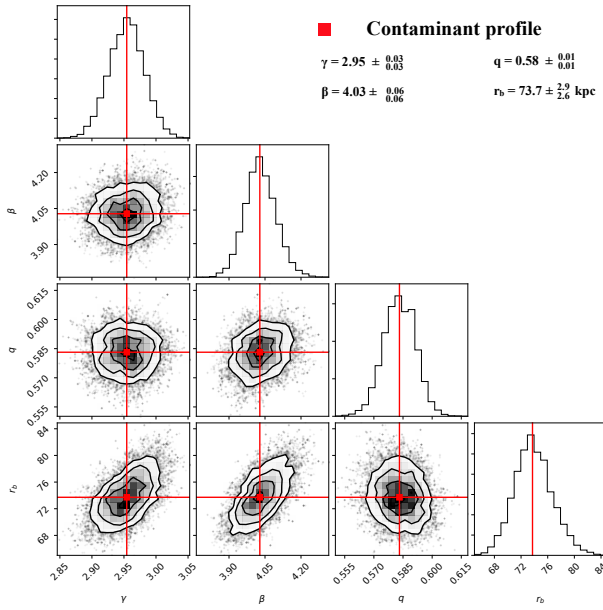 Contaminant profile
γ = 2.95 ± 0.03 0.03
q = 0.58 ± 0.01 0.01
β = 4.03 ± 0.06 0.06
r_b = 73.7 ± 2.9 2.6 kpc
β
4.20
4.05
3.90
q
0.615
0.600
0.585
0.570
0.555
r_b
84
80
76
72
68
2.85 2.90 2.95 3.00 3.05
γ
3.90 4.05 4.20
β
0.555 0.570 0.585 0.600 0.615
q
68 72 76 80 84
r_b